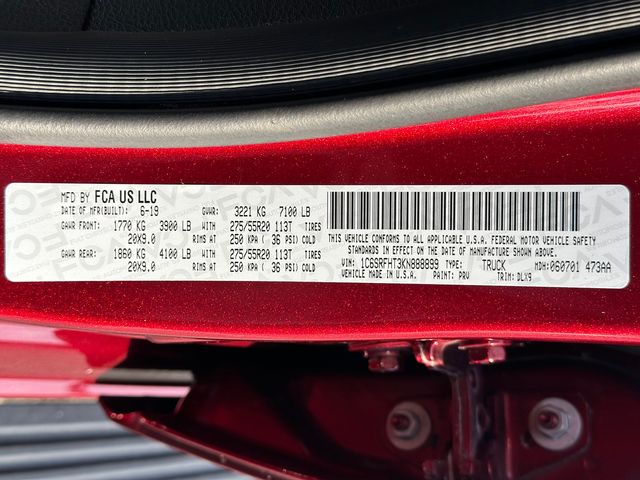 MFD BY FCA US LLC
DATE OF MFR(BUILT): 6-19 GVWR: 3221 KG 7100 LB
GAWR FRONT: 1770 KG 3900 LB WITH 275/55R20 113T TIRES
20X9.0 RIMS AT 250 KPA ( 36 PSI) COLD
GAWR REAR: 1860 KG 4100 LB WITH 275/55R20 113T TIRES
20X9.0 RIMS AT 250 KPA ( 36 PSI) COLD
THIS VEHICLE CONFORMS TO ALL APPLICABLE U.S.A. FEDERAL MOTOR VEHICLE SAFETY
STANDARDS IN EFFECT ON THE DATE OF MANUFACTURE SHOWN ABOVE.
VIN: 1C6SRFHT3KN888899 TYPE: TRUCK MDH: 060701 473AA
VEHICLE MADE IN U.S.A. PAINT: PRV TRIM: DLX9